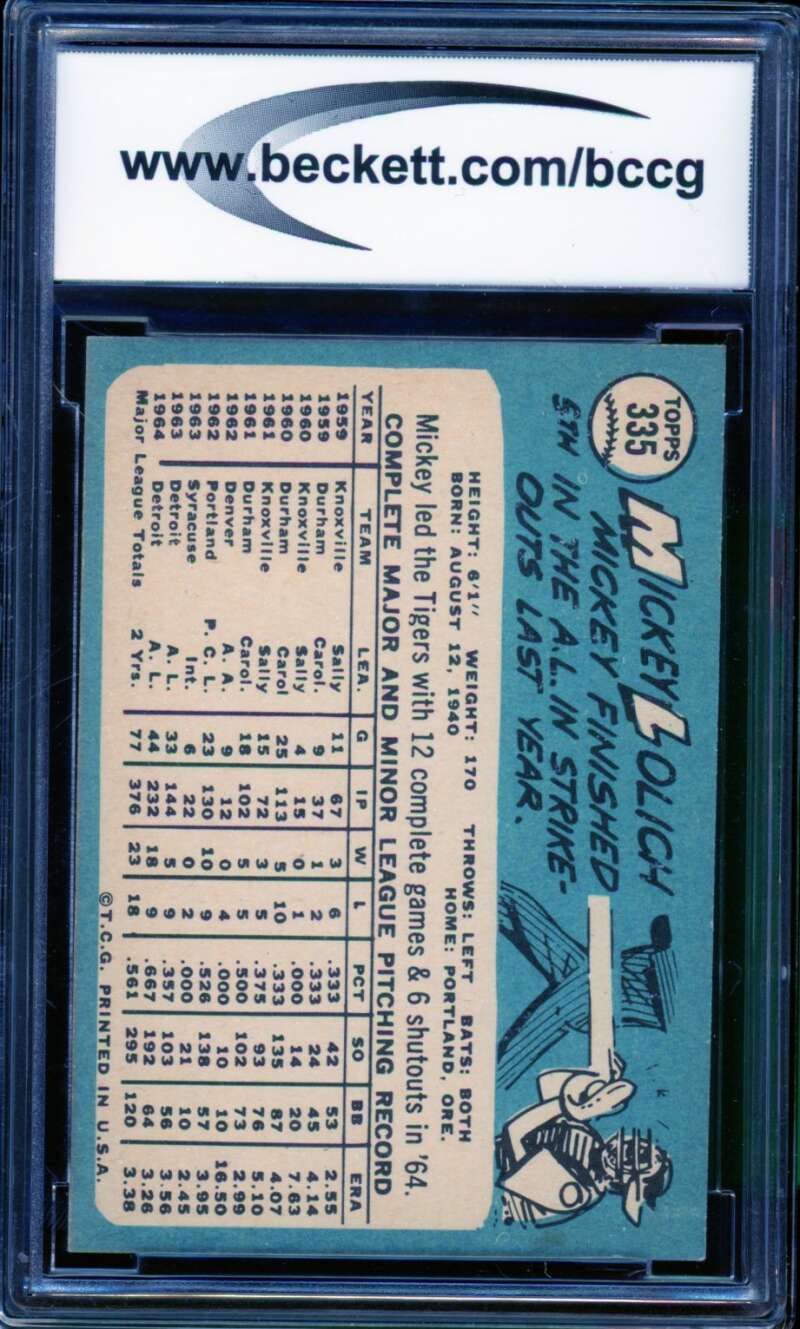 www.beckett.com/bccg
TOPPS
335
MICKEY LOLICH
MICKEY FINISHED
5TH IN THE A.L. IN STRIKE-
OUTS LAST YEAR.
HEIGHT: 6/1" WEIGHT: 170 THROWS: LEFT BATS: BOTH
BORN: AUGUST 12, 1940 HOME: PORTLAND, ORE.
Mickey led the Tigers with 12 complete games & 6 shutouts in '64.
COMPLETE MAJOR AND MINOR LEAGUE PITCHING RECORD
YEAR TEAM LEA. G IP W L PCT SO BB ERA
1959 Knoxville Sally 11 67 3 6 .333 42 53 2.55
1959 Durham Carol. 9 37 1 2 .333 24 45 4.14
1960 Knoxville Sally 4 15 0 1 .000 14 20 7.63
1960 Durham Carol 25 113 5 10 .333 135 87 4.07
1961 Knoxville Sally 15 72 3 5 .375 93 76 5.10
1961 Durham Carol. 18 102 5 5 .500 102 73 2.99
1962 Denver A. A. 9 12 0 4 .000 10 10 16.50
1962 Portland P. C. L. 23 130 10 9 .526 138 57 3.95
1963 Syracuse Int. 6 22 0 2 .000 21 10 2.45
1963 Detroit A. L. 33 144 5 9 .357 103 56 3.56
1964 Detroit A. L. 44 232 18 9 .667 192 64 3.26
Major League Totals 2 Yrs. 77 376 23 18 .561 295 120 3.38
©T.C.G. PRINTED IN U.S.A.